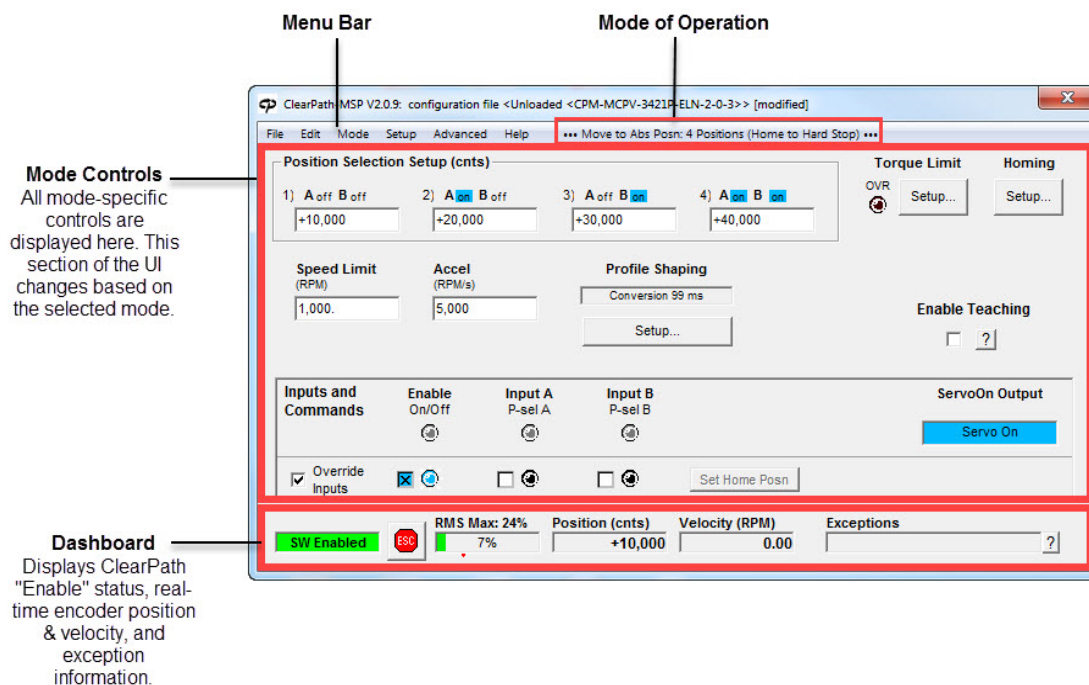 Menu Bar
Mode of Operation
ClearPath-MSP V2.0.9: configuration file <Unloaded <CPM-MCPV-3421P-ELN-2-0-3>> [modified]
File Edit Mode Setup Advanced Help ••• Move to Abs Posn: 4 Positions (Home to Hard Stop) •••
Mode Controls
All mode-specific
controls are
displayed here. This
section of the UI
changes based on
the selected mode.
Position Selection Setup (cnts)
1) A off B off 2) A on B off 3) A off B on 4) A on B on
+10,000 +20,000 +30,000 +40,000
Torque Limit Homing
OVR Setup... Setup...
Speed Limit Accel Profile Shaping
(RPM) (RPM/s)
1,000. 5,000 Conversion 99 ms
Setup...
Enable Teaching
?
Inputs and Enable Input A Input B ServoOn Output
Commands On/Off P-sel A P-sel B
Servo On
Override
Inputs
Set Home Posn
Dashboard
Displays ClearPath
"Enable" status, real-
time encoder position
& velocity, and
exception
information.
RMS Max: 24% Position (cnts) Velocity (RPM) Exceptions
SW Enabled ESC 7% +10,000 0.00 ?